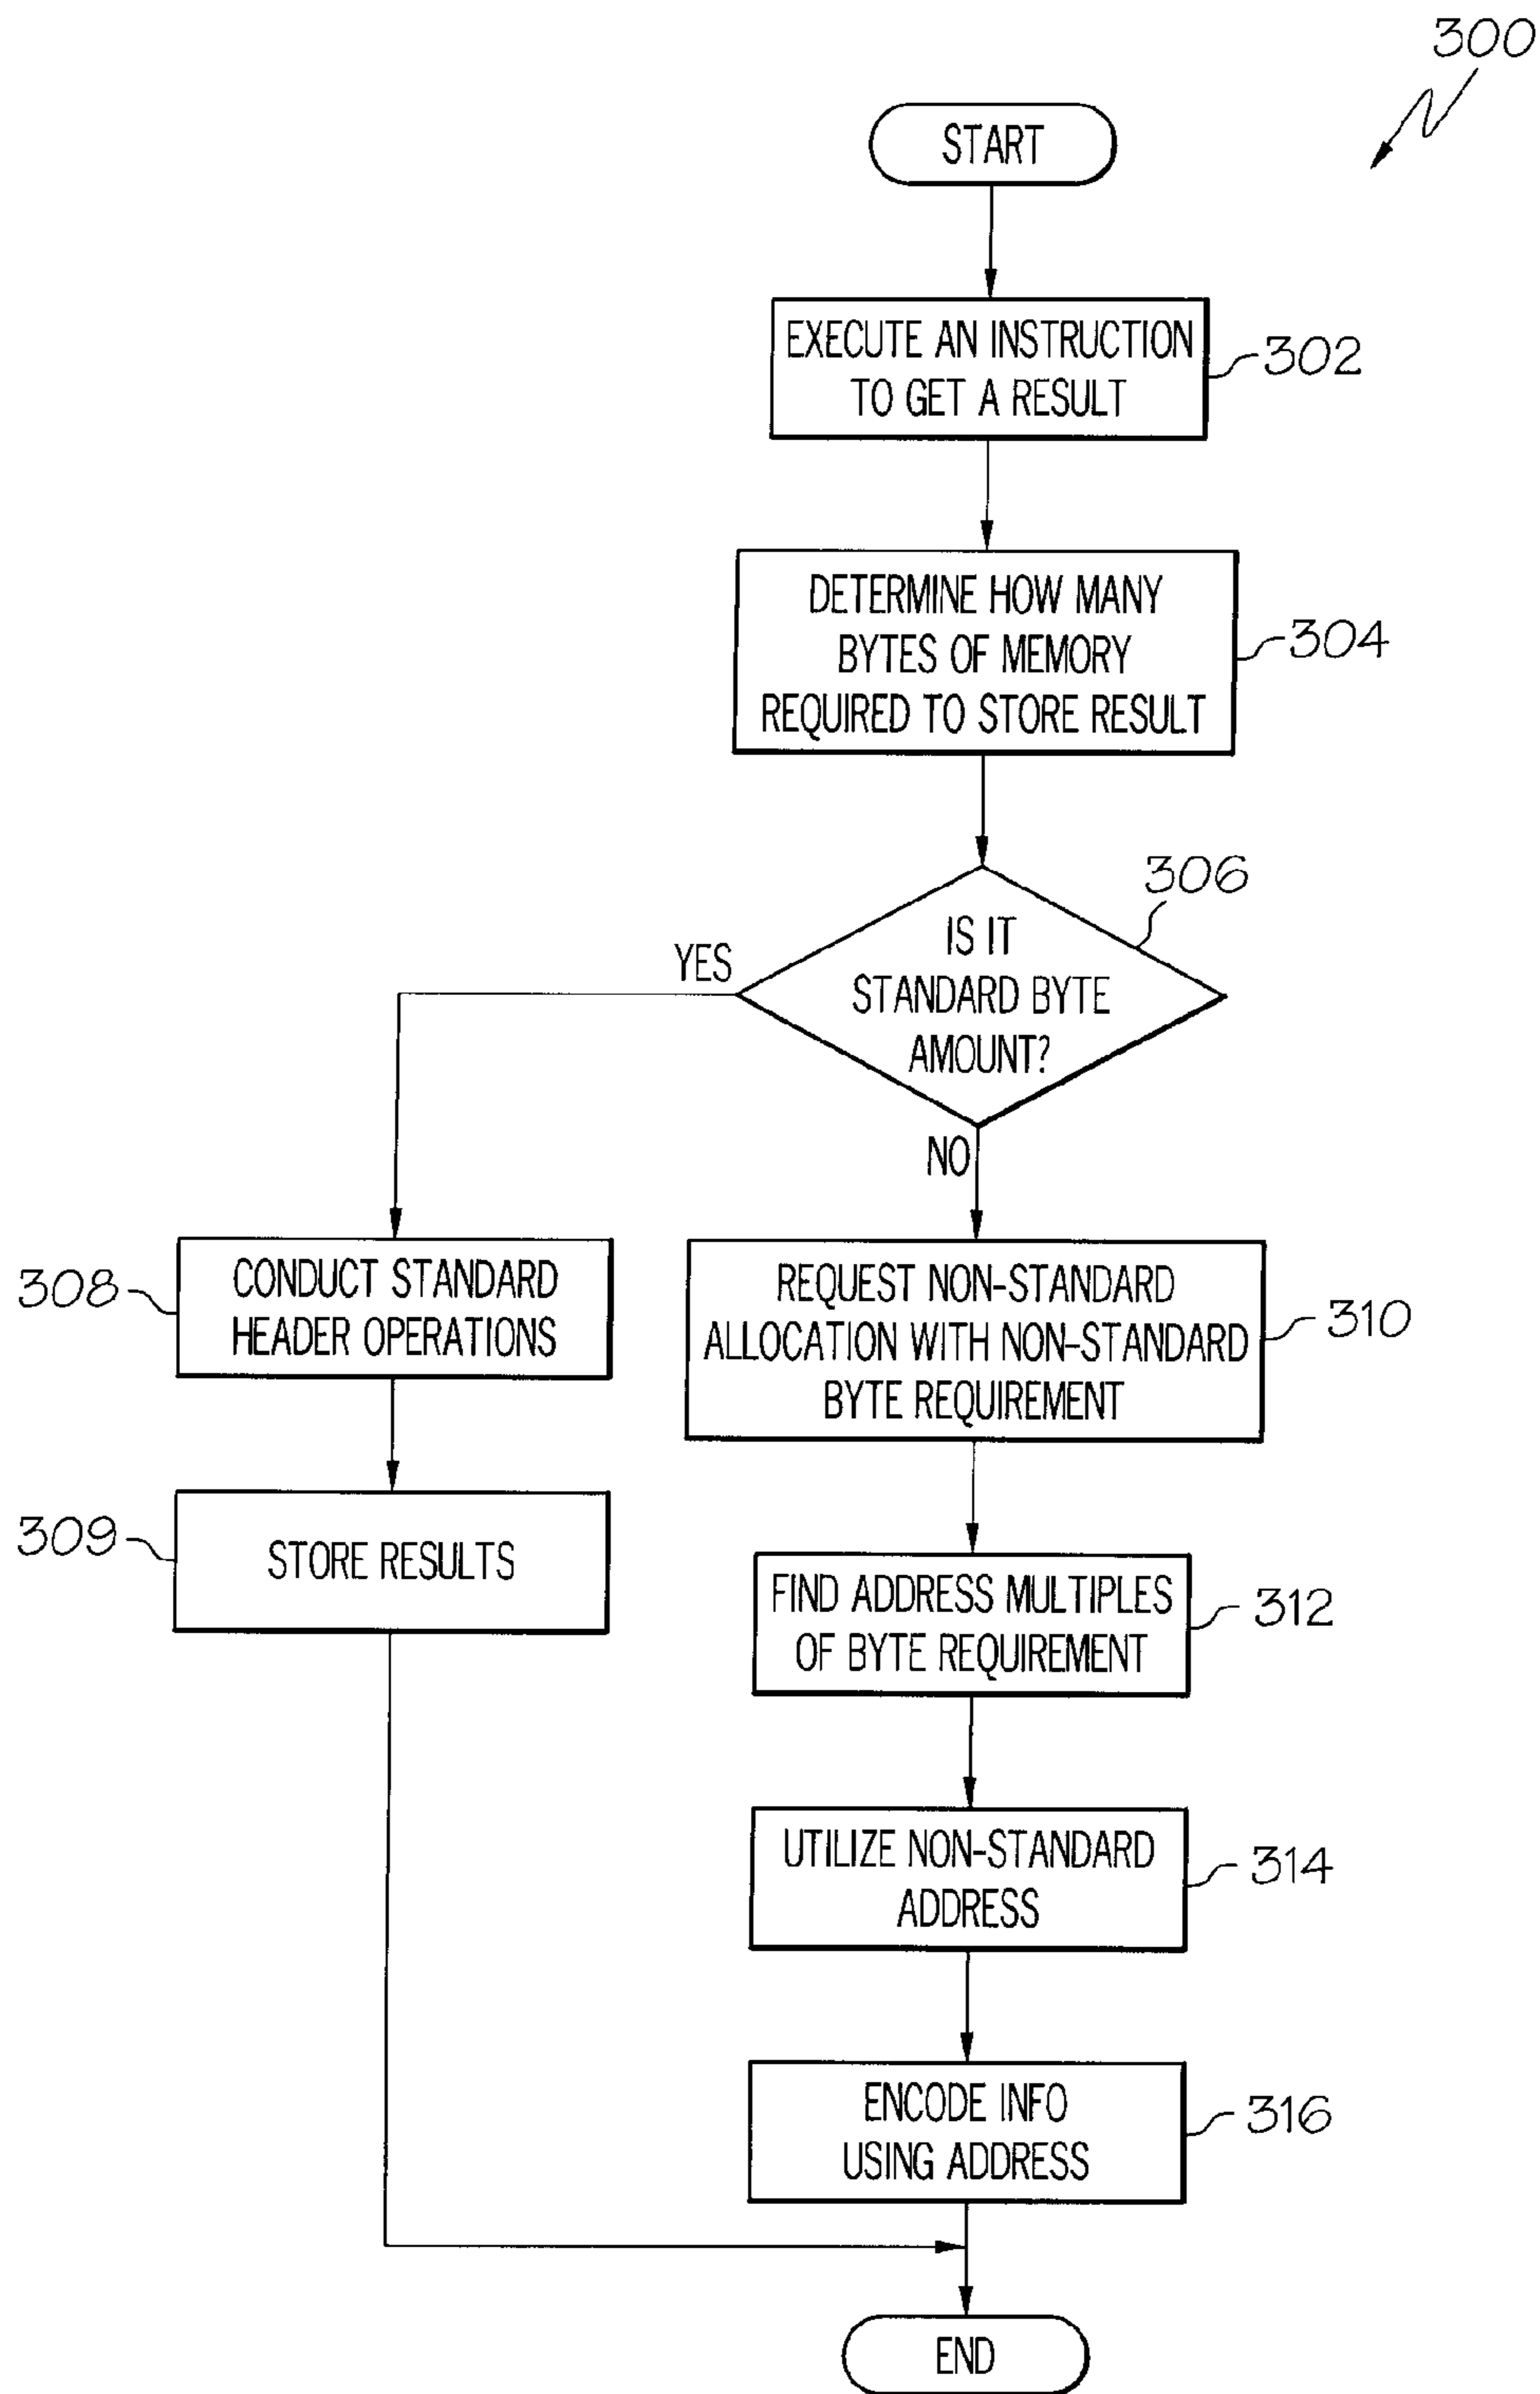 300
START
EXECUTE AN INSTRUCTION
TO GET A RESULT
302
DETERMINE HOW MANY
BYTES OF MEMORY
REQUIRED TO STORE RESULT
304
306
IS IT
STANDARD BYTE
AMOUNT?
YES
NO
308
CONDUCT STANDARD
HEADER OPERATIONS
309
STORE RESULTS
REQUEST NON-STANDARD
ALLOCATION WITH NON-STANDARD
BYTE REQUIREMENT
310
FIND ADDRESS MULTIPLES
OF BYTE REQUIREMENT
312
UTILIZE NON-STANDARD
ADDRESS
314
ENCODE INFO
USING ADDRESS
316
END